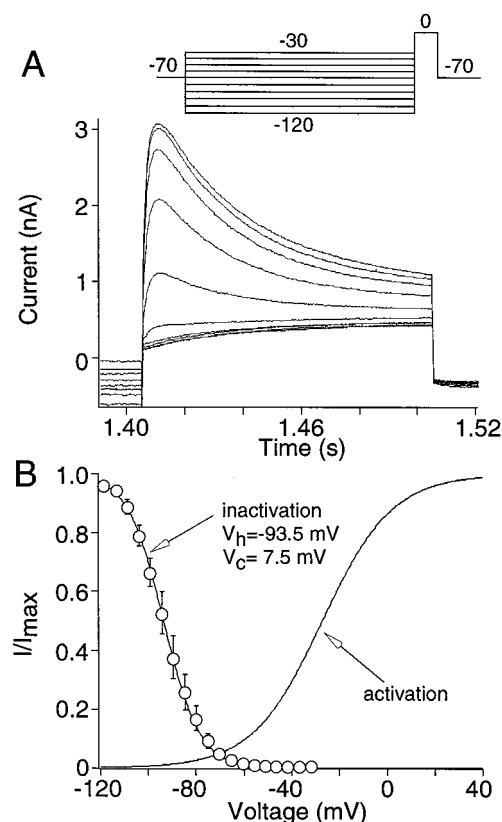 A
0
-30
-70
-70
-120
3
2
1
0
Current (nA)
1.40
1.46
1.52
Time (s)
B
1.0
0.8
0.6
0.4
0.2
0
I/Imax
inactivation
Vh=-93.5 mV
Vc= 7.5 mV
activation
-120
-80
-40
0
40
Voltage (mV)